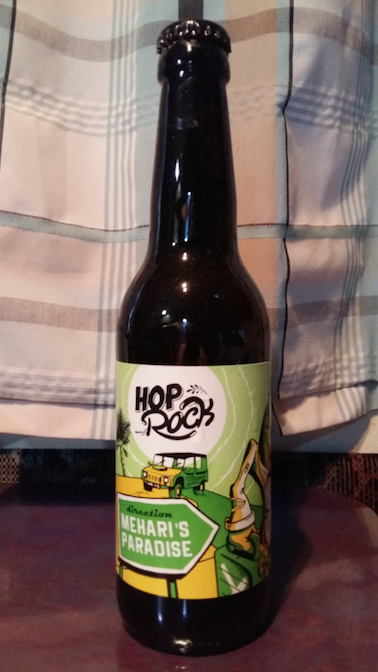 HOP
ROCK
direction
MEHARI'S
PARADISE